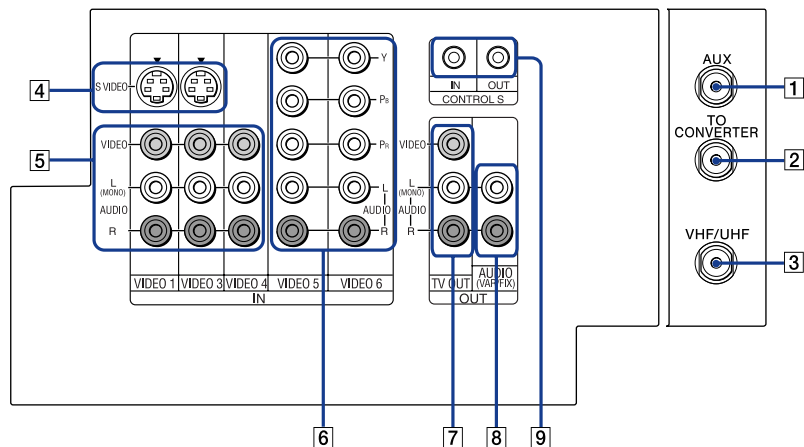 AUX
1
TO
CONVERTER
2
VHF/UHF
3
4
S VIDEO
5
VIDEO
L
(MONO)
AUDIO
R
VIDEO 1 VIDEO 3 VIDEO 4 VIDEO 5 VIDEO 6
IN
Y
PB
PR
L
AUDIO
R
6
IN OUT
CONTROL S
9
VIDEO
L
(MONO)
AUDIO
R
TV OUT
AUDIO
(VAR/FIX)
OUT
7
8